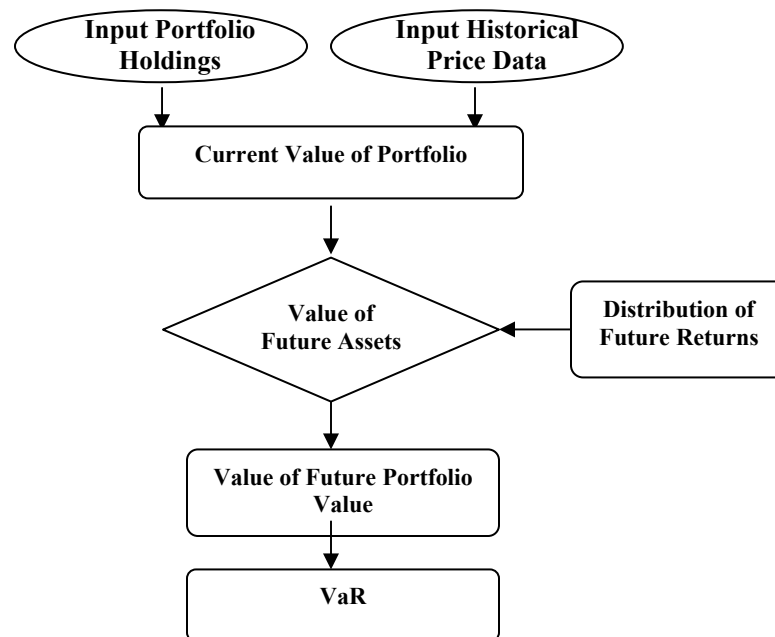 Input Portfolio
Holdings
Input Historical
Price Data
Current Value of Portfolio
Value of
Future Assets
Distribution of
Future Returns
Value of Future Portfolio
Value
VaR